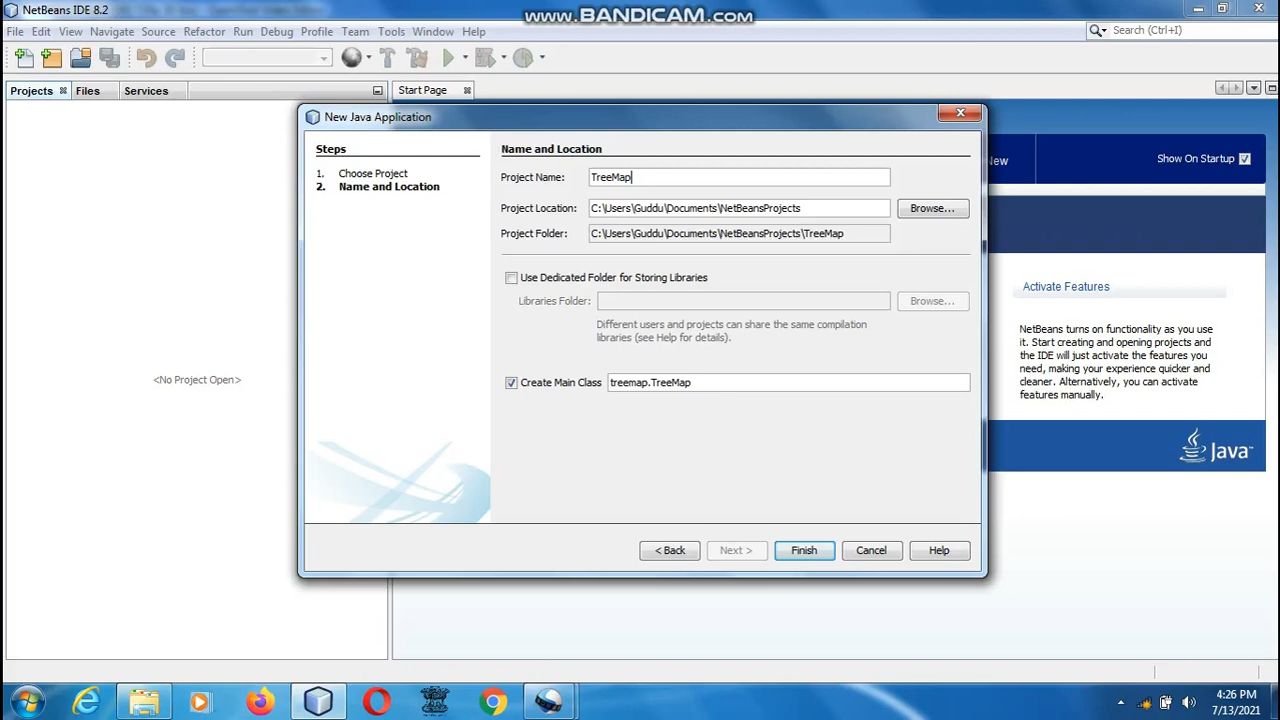 NetBeans IDE 8.2
www.BANDICAM.com
File Edit View Navigate Source Refactor Run Debug Profile Team Tools Window Help
Search (Ctrl+I)
Projects Files Services
Start Page
New Java Application
Steps
1. Choose Project
2. Name and Location
Name and Location
Project Name: TreeMap
Project Location: C:\Users\Guddu\Documents\NetBeansProjects
Browse...
Project Folder: C:\Users\Guddu\Documents\NetBeansProjects\TreeMap
Use Dedicated Folder for Storing Libraries
Libraries Folder:
Browse...
Different users and projects can share the same compilation
libraries (see Help for details).
Create Main Class treemap.TreeMap
< Back Next > Finish Cancel Help
<No Project Open>
New
Show On Startup
Activate Features
NetBeans turns on functionality as you use
it. Start creating and opening projects and
the IDE will just activate the features you
need, making your experience quicker and
cleaner. Alternatively, you can activate
features manually.
Java
4:26 PM
7/13/2021